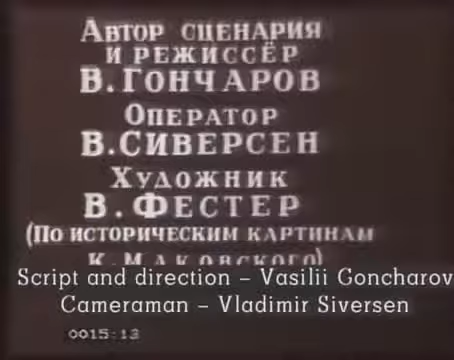 Автор сценария
и режиссёр
В. Гончаров
Оператор
В. Сиверсен
Художник
В. Фестер
(По историческим картинам
К. Маковского)
Script and direction – Vasilii Goncharov
Cameraman – Vladimir Siversen
0015:13